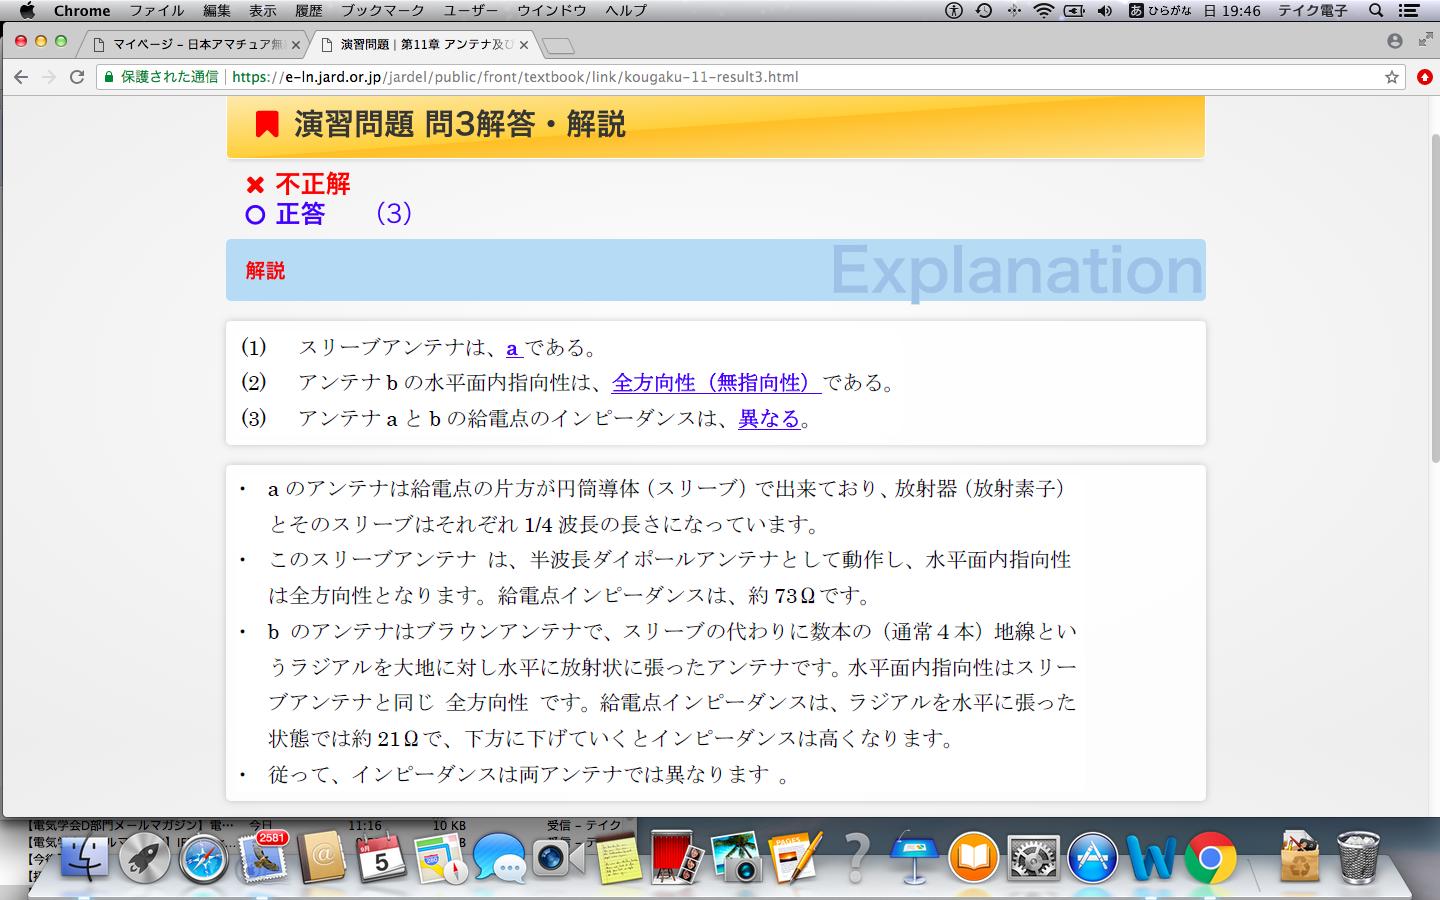 Chrome ファイル 編集 表示 履歴 ブックマーク ユーザー ウインドウ ヘルプ あ ひらがな 日 19:46 テイク電子
マイページ – 日本アマチュア無 演習問題 | 第11章 アンテナ及び
保護された通信 https://e-ln.jard.or.jp/jardel/public/front/textbook/link/kougaku-11-result3.html
演習問題 問3解答・解説
不正解
正答 (3)
解説 Explanation
(1) スリーブアンテナは、a である。
(2) アンテナ b の水平面内指向性は、全方向性（無指向性） である。
(3) アンテナ a と b の給電点のインピーダンスは、異なる。
・ a のアンテナは給電点の片方が円筒導体（スリーブ）で出来ており、放射器（放射素子）
とそのスリーブはそれぞれ 1/4 波長の長さになっています。
・ このスリーブアンテナ は、半波長ダイポールアンテナとして動作し、水平面内指向性
は全方向性となります。給電点インピーダンスは、約 73Ωです。
・ b のアンテナはブラウンアンテナで、スリーブの代わりに数本の（通常４本）地線とい
うラジアルを大地に対し水平に放射状に張ったアンテナです。水平面内指向性はスリー
ブアンテナと同じ 全方向性 です。給電点インピーダンスは、ラジアルを水平に張った
状態では約 21Ωで、下方に下げていくとインピーダンスは高くなります。
・ 従って、インピーダンスは両アンテナでは異なります 。
【電気学会D部門メールマガジン】電… 今日 11:16 10 KB 受信 – テイク
2581
9月
5
PAGES